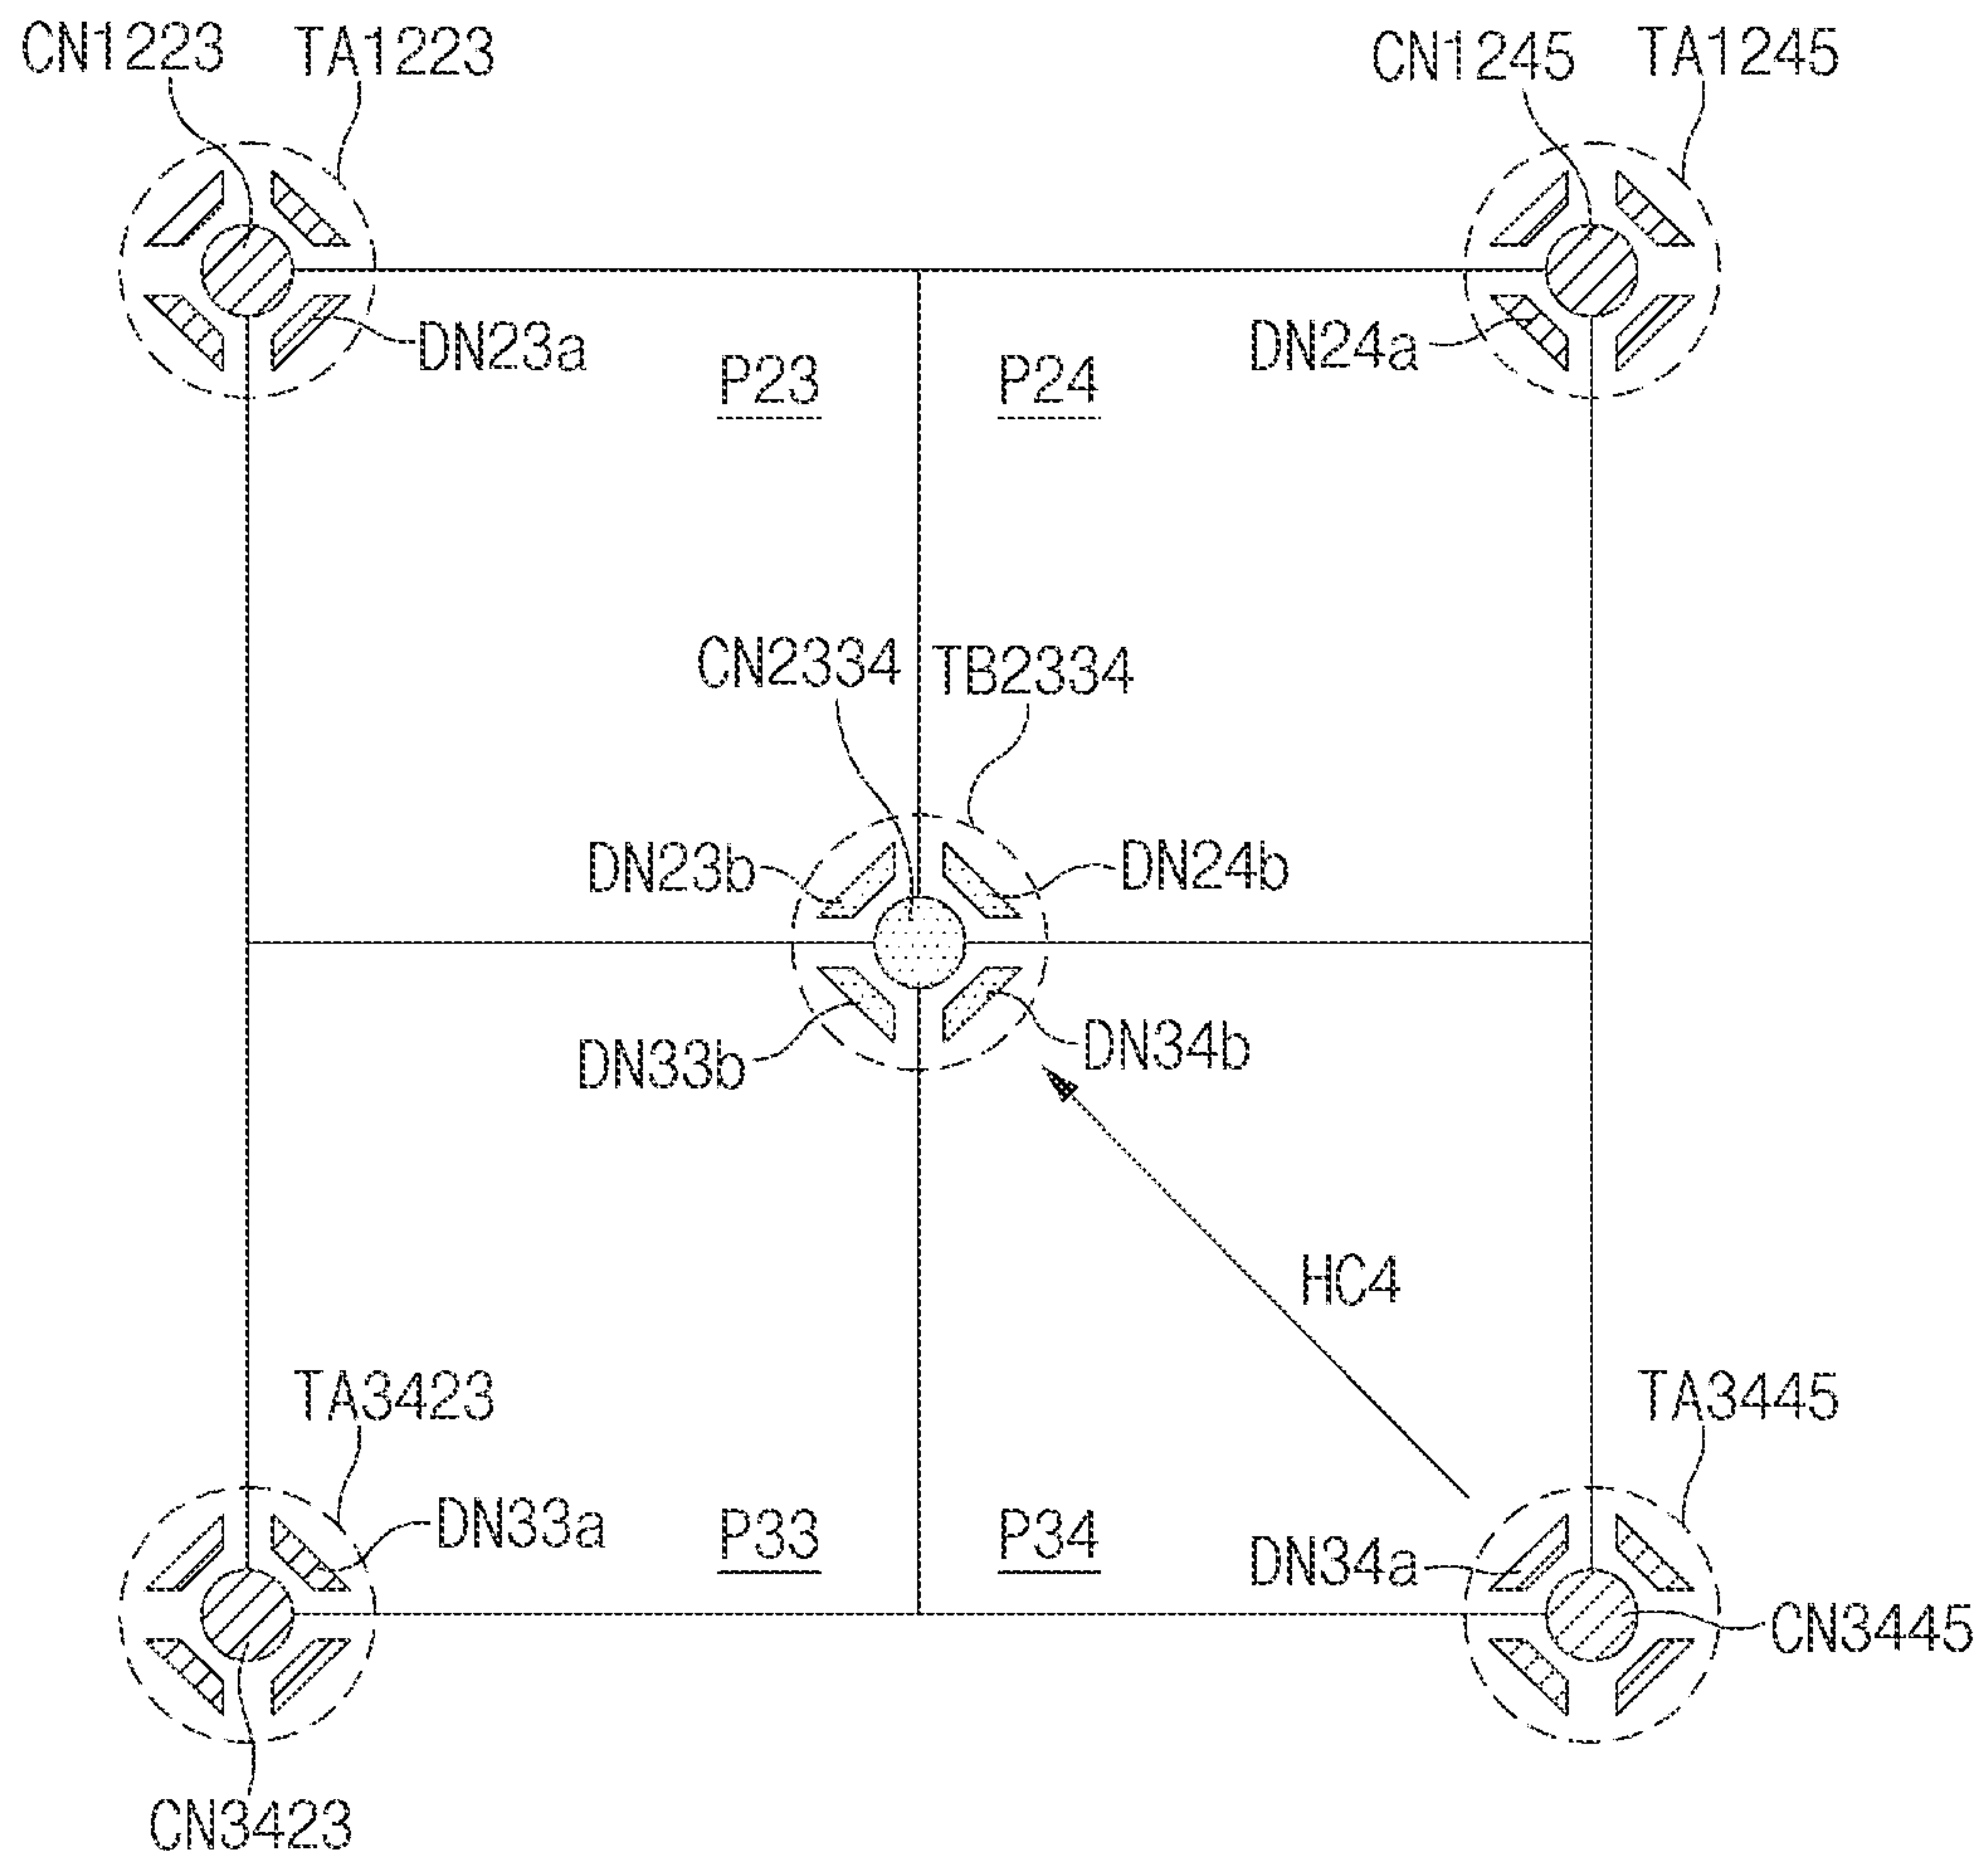 CN1223
TA1223
CN1245
TA1245
DN23a
P23
P24
DN24a
CN2334
TB2334
DN23b
DN24b
DN33b
DN34b
HC4
TA3423
TA3445
DN33a
P33
P34
DN34a
CN3445
CN3423